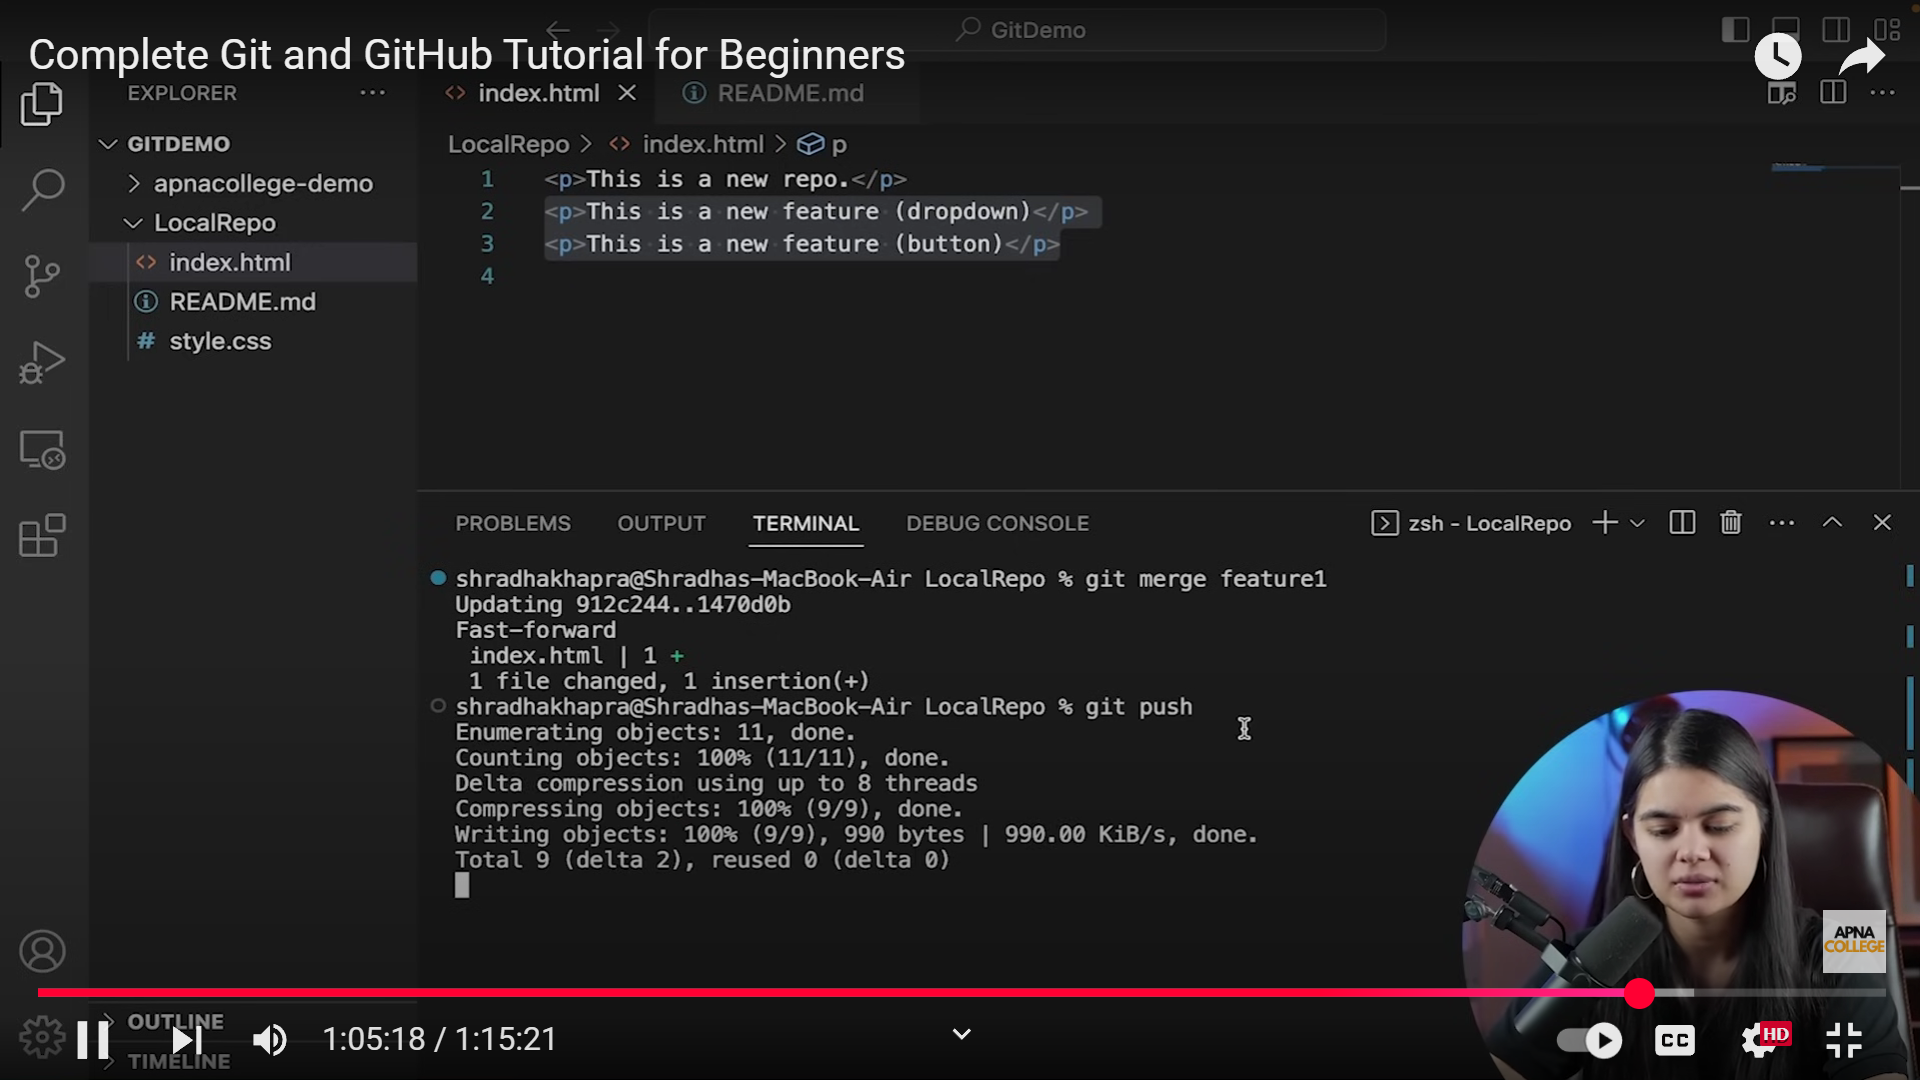 GitDemo
Complete Git and GitHub Tutorial for Beginners
EXPLORER
index.html
README.md
GITDEMO
LocalRepo > index.html > p
apnacollege-demo
LocalRepo
index.html
README.md
style.css
1 <p>This is a new repo.</p>
2 <p>This is a new feature (dropdown)</p>
3 <p>This is a new feature (button)</p>
4
PROBLEMS OUTPUT TERMINAL DEBUG CONSOLE
zsh - LocalRepo
shradhakhapra@Shradhas-MacBook-Air LocalRepo % git merge feature1
Updating 912c244..1470d0b
Fast-forward
index.html | 1 +
1 file changed, 1 insertion(+)
shradhakhapra@Shradhas-MacBook-Air LocalRepo % git push
Enumerating objects: 11, done.
Counting objects: 100% (11/11), done.
Delta compression using up to 8 threads
Compressing objects: 100% (9/9), done.
Writing objects: 100% (9/9), 990 bytes | 990.00 KiB/s, done.
Total 9 (delta 2), reused 0 (delta 0)
APNA
COLLEGE
OUTLINE
1:05:18 / 1:15:21
CC
HD
TIMELINE